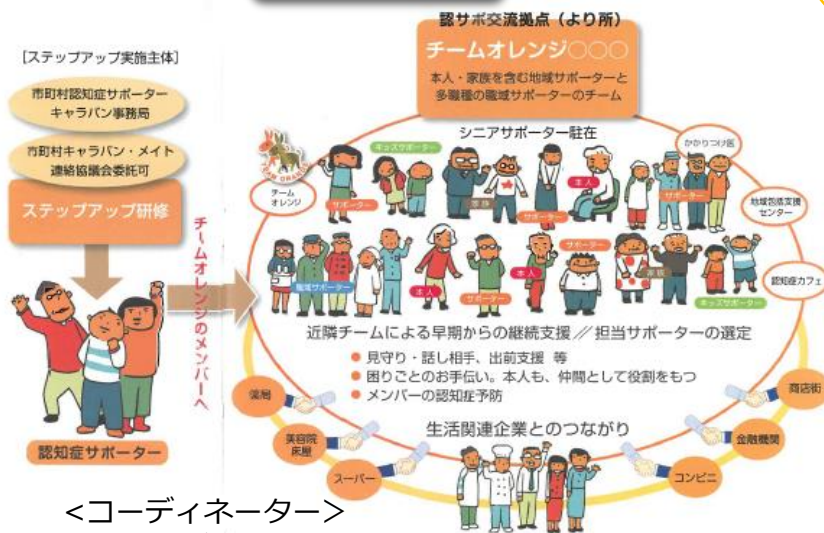 認サポ交流拠点（より所）
チームオレンジ○○○
本人・家族を含む地域サポーターと
多職種の職域サポーターのチーム
［ステップアップ実施主体］
市町村認知症サポーター
キャラバン事務局
市町村キャラバン・メイト
連絡協議会委託可
ステップアップ研修
認知症サポーター
チームオレンジのメンバーへ
シニアサポーター駐在
TEAM ORANGE
チーム
オレンジ
サポーター
キッズサポーター
家族
サポーター
本人
サポーター
かかりつけ医
地域包括支援
センター
認知症カフェ
職域サポーター
本人
サポーター
本人
サポーター
家族
キッズサポーター
近隣チームによる早期からの継続支援//担当サポーターの選定
● 見守り・話し相手、出前支援 等
● 困りごとのお手伝い。本人も、仲間として役割をもつ
● メンバーの認知症予防
生活関連企業とのつながり
薬局
美容院
床屋
スーパー
コンビニ
金融機関
商店街
<コーディネーター>